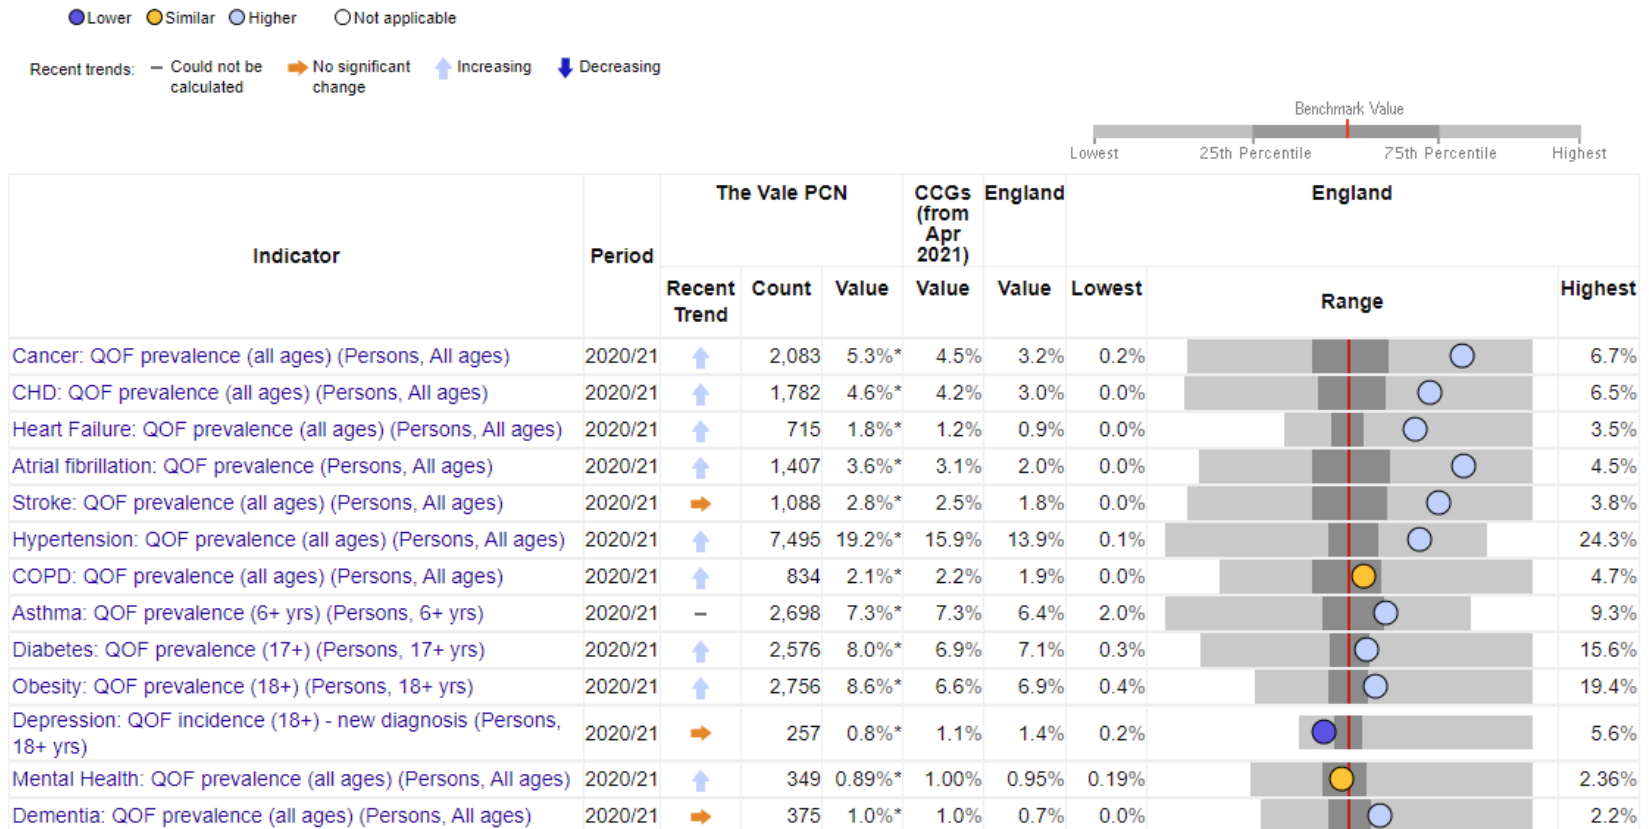 Lower Similar Higher Not applicable
Recent trends: – Could not be calculated No significant change Increasing Decreasing
Benchmark Value
Lowest 25th Percentile 75th Percentile Highest
Indicator Period The Vale PCN CCGs (from Apr 2021) England England
Recent Trend Count Value Value Value Lowest Range Highest
Cancer: QOF prevalence (all ages) (Persons, All ages) 2020/21 2,083 5.3%* 4.5% 3.2% 0.2% 6.7%
CHD: QOF prevalence (all ages) (Persons, All ages) 2020/21 1,782 4.6%* 4.2% 3.0% 0.0% 6.5%
Heart Failure: QOF prevalence (all ages) (Persons, All ages) 2020/21 715 1.8%* 1.2% 0.9% 0.0% 3.5%
Atrial fibrillation: QOF prevalence (Persons, All ages) 2020/21 1,407 3.6%* 3.1% 2.0% 0.0% 4.5%
Stroke: QOF prevalence (all ages) (Persons, All ages) 2020/21 1,088 2.8%* 2.5% 1.8% 0.0% 3.8%
Hypertension: QOF prevalence (all ages) (Persons, All ages) 2020/21 7,495 19.2%* 15.9% 13.9% 0.1% 24.3%
COPD: QOF prevalence (all ages) (Persons, All ages) 2020/21 834 2.1%* 2.2% 1.9% 0.0% 4.7%
Asthma: QOF prevalence (6+ yrs) (Persons, 6+ yrs) 2020/21 – 2,698 7.3%* 7.3% 6.4% 2.0% 9.3%
Diabetes: QOF prevalence (17+) (Persons, 17+ yrs) 2020/21 2,576 8.0%* 6.9% 7.1% 0.3% 15.6%
Obesity: QOF prevalence (18+) (Persons, 18+ yrs) 2020/21 2,756 8.6%* 6.6% 6.9% 0.4% 19.4%
Depression: QOF incidence (18+) - new diagnosis (Persons, 18+ yrs) 2020/21 257 0.8%* 1.1% 1.4% 0.2% 5.6%
Mental Health: QOF prevalence (all ages) (Persons, All ages) 2020/21 349 0.89%* 1.00% 0.95% 0.19% 2.36%
Dementia: QOF prevalence (all ages) (Persons, All ages) 2020/21 375 1.0%* 1.0% 0.7% 0.0% 2.2%